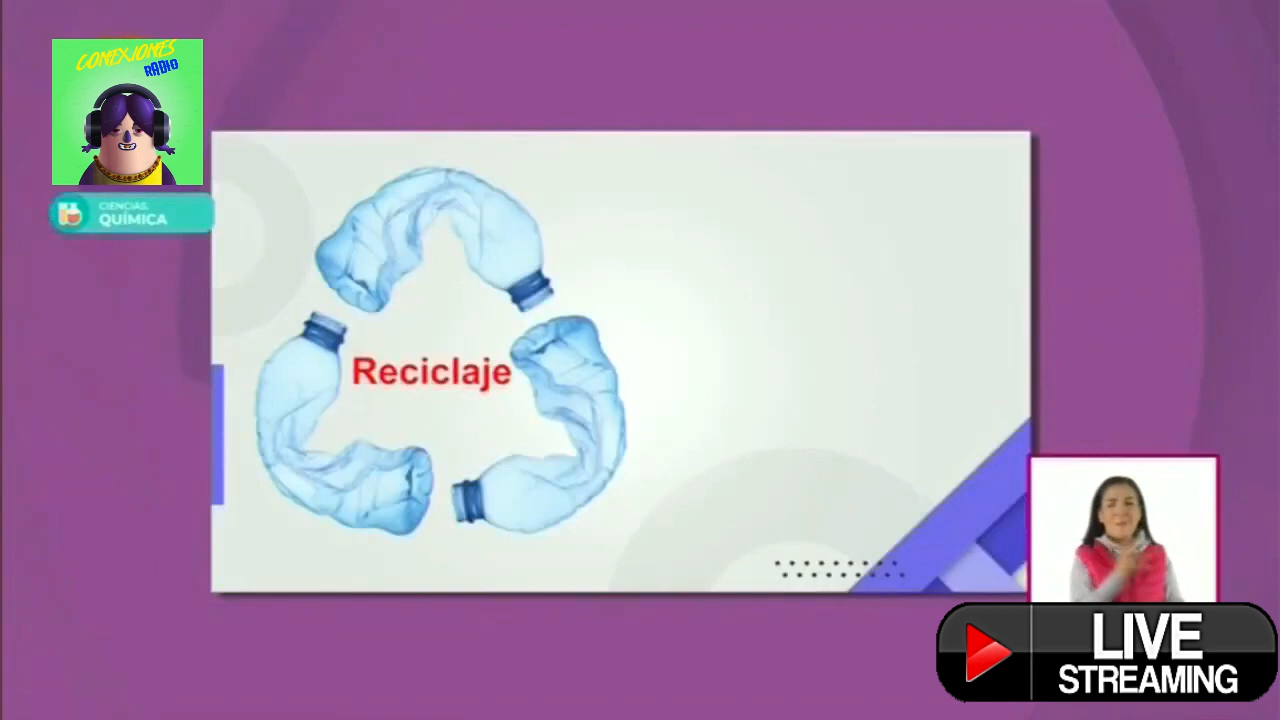 CONEXIONES
RADIO
CIENCIAS.
QUÍMICA
Reciclaje
LIVE
STREAMING